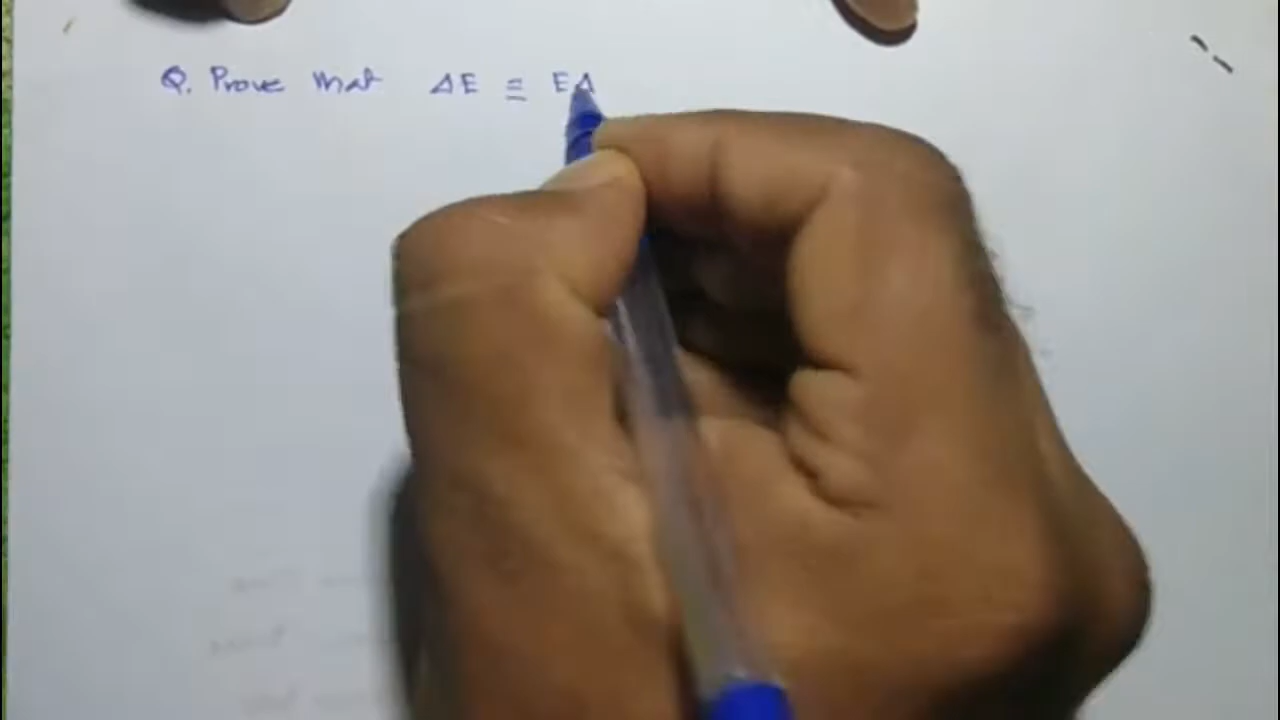 Q. Prove that ΔE ≡ EΔ